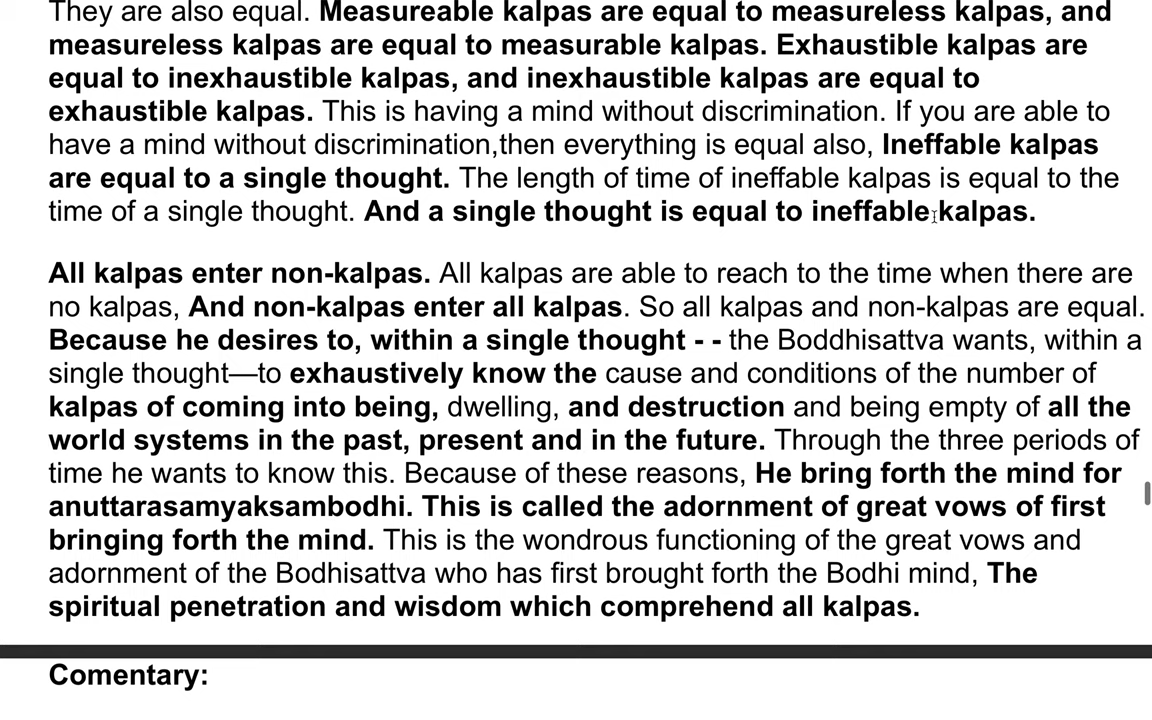 They are also equal. Measureable kalpas are equal to measureless kalpas, and
measureless kalpas are equal to measurable kalpas. Exhaustible kalpas are
equal to inexhaustible kalpas, and inexhaustible kalpas are equal to
exhaustible kalpas. This is having a mind without discrimination. If you are able to
have a mind without discrimination,then everything is equal also, Ineffable kalpas
are equal to a single thought. The length of time of ineffable kalpas is equal to the
time of a single thought. And a single thought is equal to ineffable kalpas.
All kalpas enter non-kalpas. All kalpas are able to reach to the time when there are
no kalpas, And non-kalpas enter all kalpas. So all kalpas and non-kalpas are equal.
Because he desires to, within a single thought - - the Boddhisattva wants, within a
single thought—to exhaustively know the cause and conditions of the number of
kalpas of coming into being, dwelling, and destruction and being empty of all the
world systems in the past, present and in the future. Through the three periods of
time he wants to know this. Because of these reasons, He bring forth the mind for
anuttarasamyaksambodhi. This is called the adornment of great vows of first
bringing forth the mind. This is the wondrous functioning of the great vows and
adornment of the Bodhisattva who has first brought forth the Bodhi mind, The
spiritual penetration and wisdom which comprehend all kalpas.
Comentary: